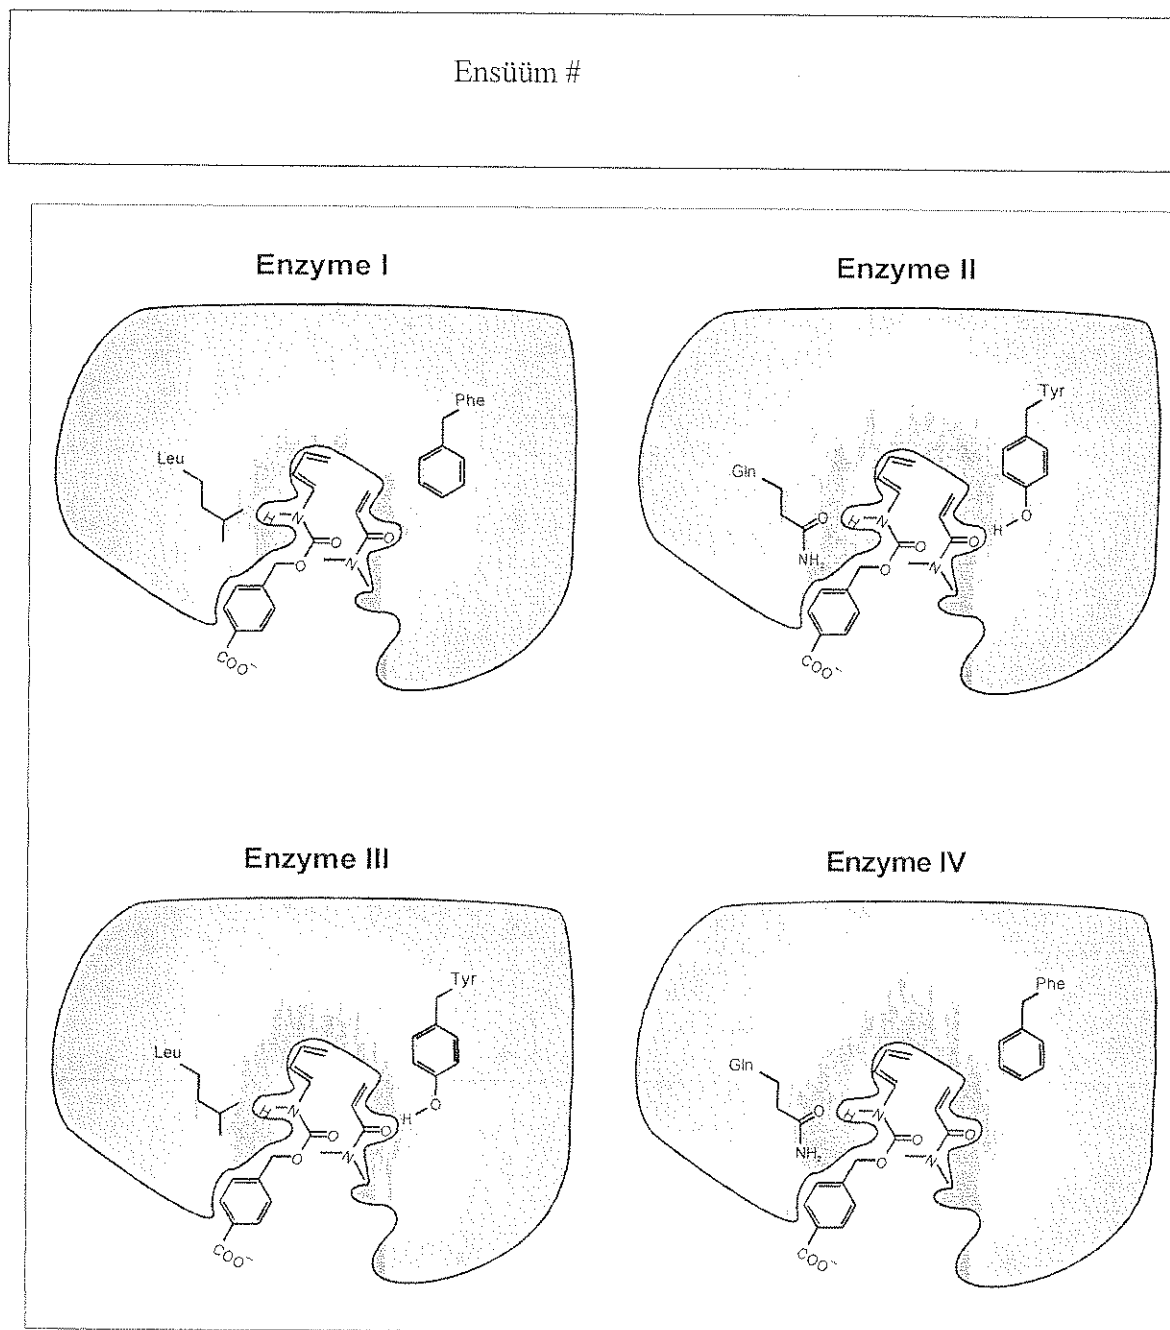 Ensüüm #
Enzyme I
Enzyme II
Phe
Leu
H
N
O
O
O
N
COO⁻
Tyr
Gln
O
NH₂
O
H
H
N
O
O
O
N
COO⁻
Enzyme III
Enzyme IV
Tyr
Leu
O
H
H
N
O
O
O
N
COO⁻
Phe
Gln
O
NH₂
H
N
O
O
O
N
COO⁻